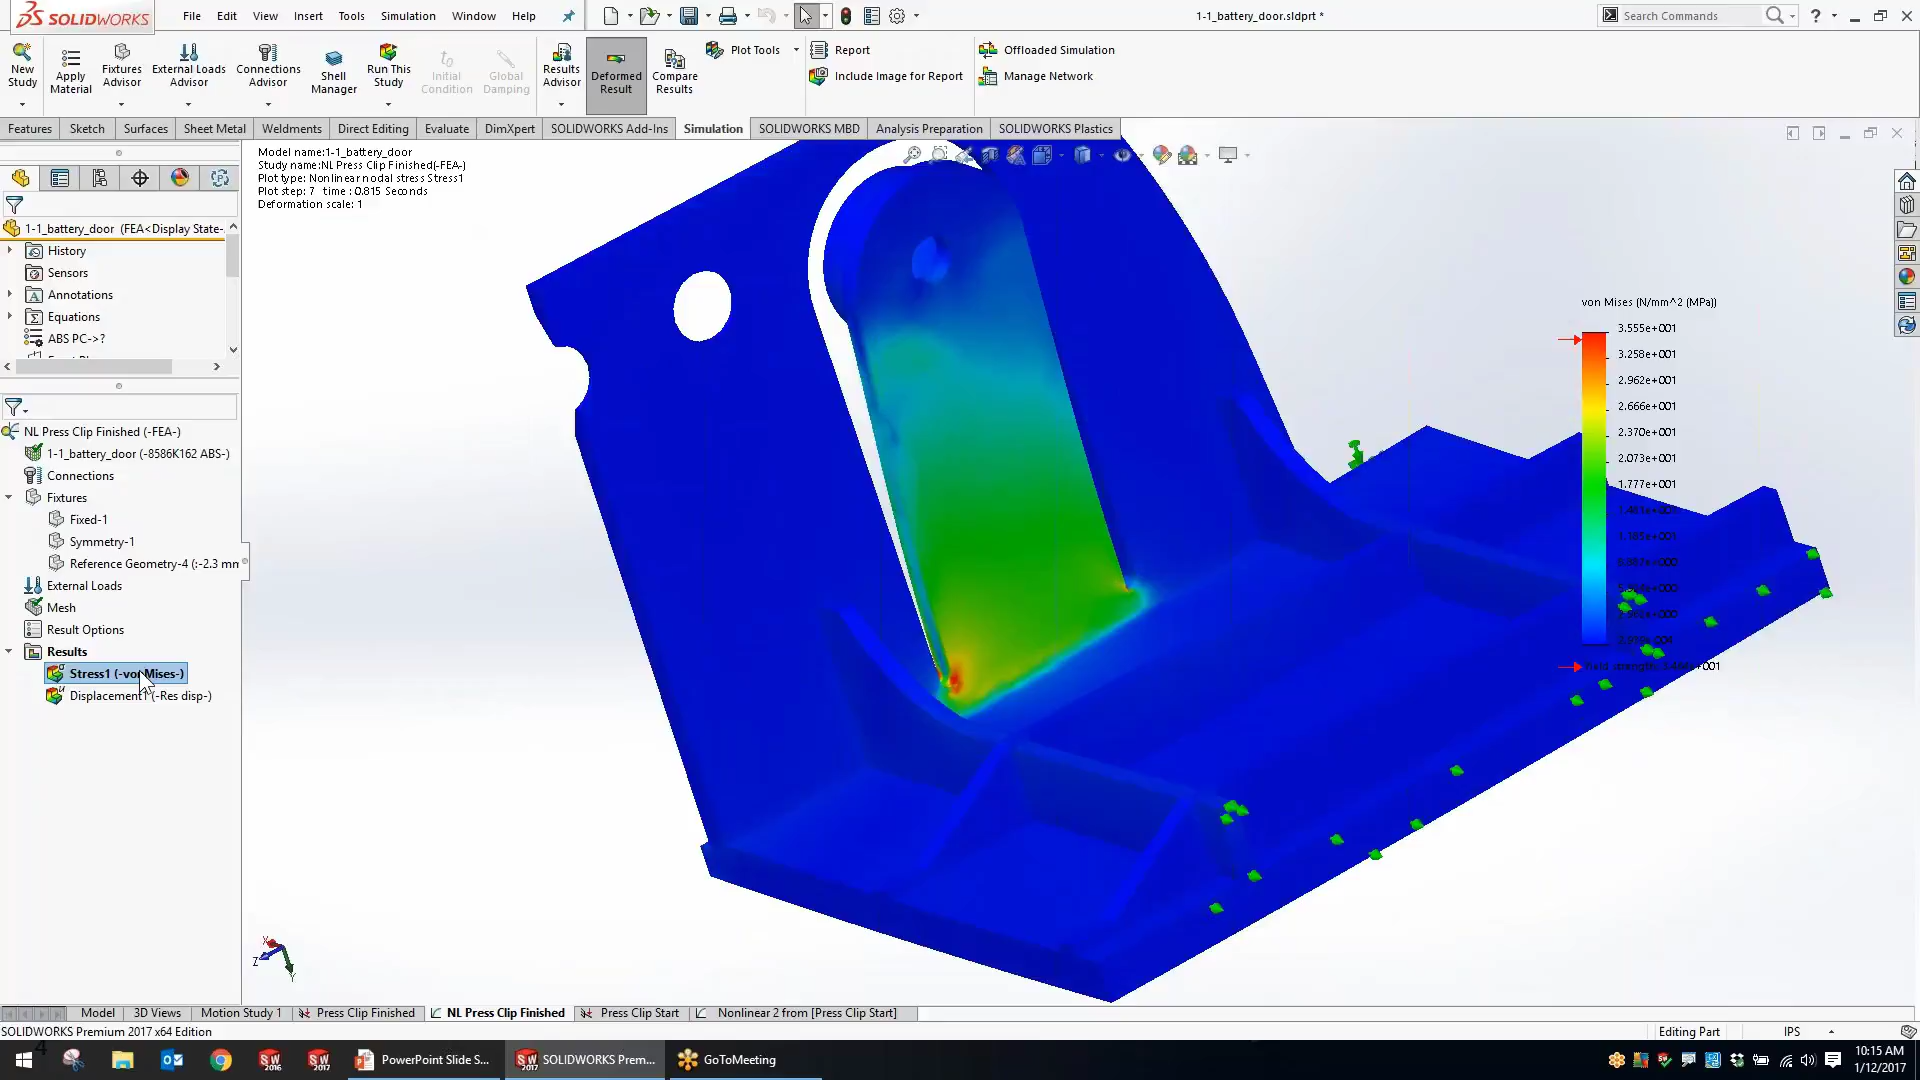 SOLIDWORKS
File Edit View Insert Tools Simulation Window Help
1-1_battery_door.sldprt *
Search Commands
New Study
Apply Material
Fixtures Advisor
External Loads Advisor
Connections Advisor
Shell Manager
Run This Study
Initial Condition
Global Damping
Results Advisor
Deformed Result
Compare Results
Plot Tools
Report
Include Image for Report
Offloaded Simulation
Manage Network
Features Sketch Surfaces Sheet Metal Weldments Direct Editing Evaluate DimXpert SOLIDWORKS Add-Ins Simulation SOLIDWORKS MBD Analysis Preparation SOLIDWORKS Plastics
Model name:1-1_battery_door
Study name:NL Press Clip Finished(-FEA-)
Plot type: Nonlinear nodal stress Stress1
Plot step: 7 time : 0.815 Seconds
Deformation scale: 1
1-1_battery_door (FEA<Display State-
History
Sensors
Annotations
Equations
ABS PC->?
NL Press Clip Finished (-FEA-)
1-1_battery_door (-8586K162 ABS-)
Connections
Fixtures
Fixed-1
Symmetry-1
Reference Geometry-4 (:-2.3 mm
External Loads
Mesh
Result Options
Results
Stress1 (-von Mises-)
Displacement1 (-Res disp-)
von Mises (N/mm^2 (MPa))
3.555e+001
3.258e+001
2.962e+001
2.666e+001
2.370e+001
2.073e+001
1.777e+001
1.481e+001
1.185e+001
X
Z
Y
Model 3D Views Motion Study 1 Press Clip Finished NL Press Clip Finished Press Clip Start Nonlinear 2 from [Press Clip Start]
SOLIDWORKS Premium 2017 x64 Edition
Editing Part
IPS
4
2016
2017
PowerPoint Slide S...
SOLIDWORKS Prem...
GoToMeeting
10:15 AM
1/12/2017